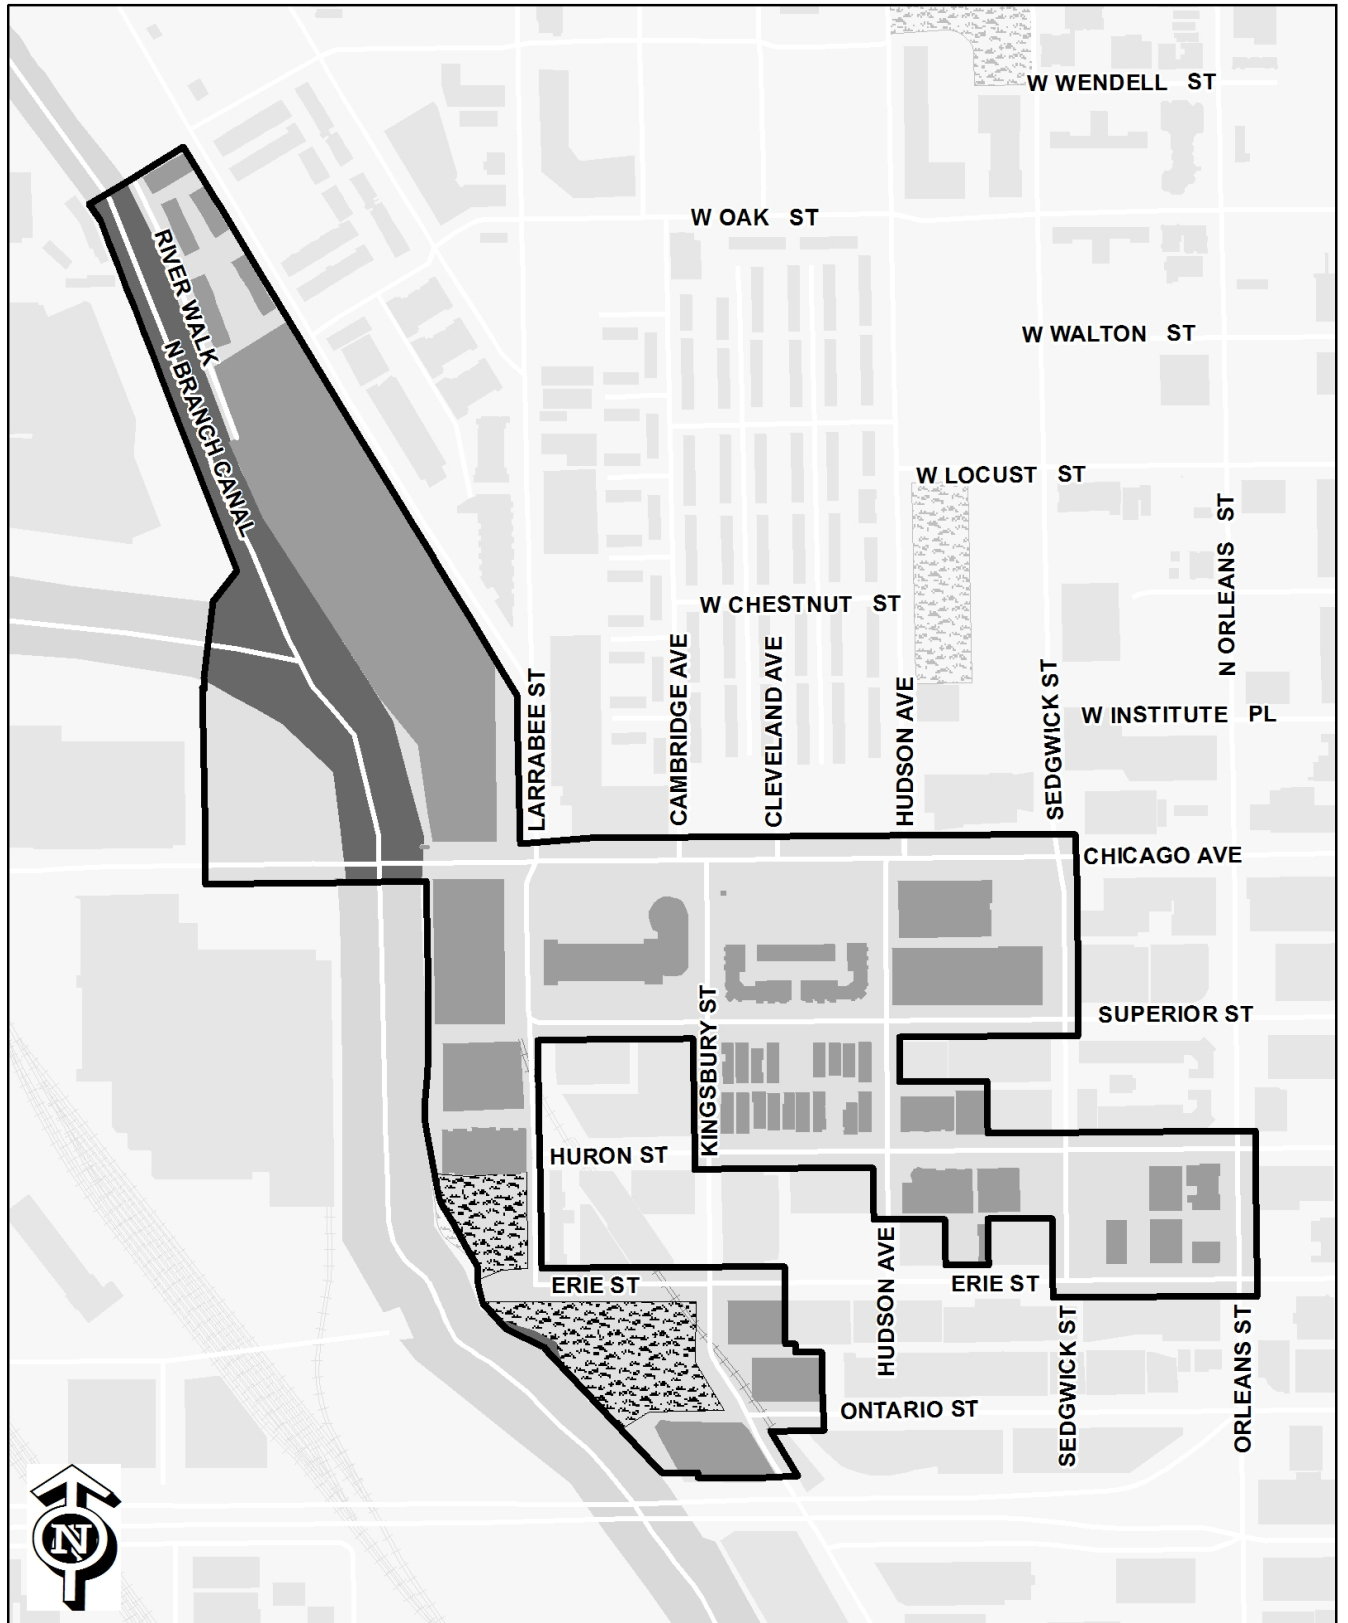 W WENDELL ST
W OAK ST
RIVER WALK
W WALTON ST
N BRANCH CANAL
W LOCUST ST
N ORLEANS ST
W CHESTNUT ST
LARRABEE ST
CAMBRIDGE AVE
CLEVELAND AVE
HUDSON AVE
SEDGWICK ST
W INSTITUTE PL
CHICAGO AVE
SUPERIOR ST
KINGSBURY ST
HURON ST
ERIE ST
HUDSON AVE
ERIE ST
SEDGWICK ST
ORLEANS ST
ONTARIO ST
N